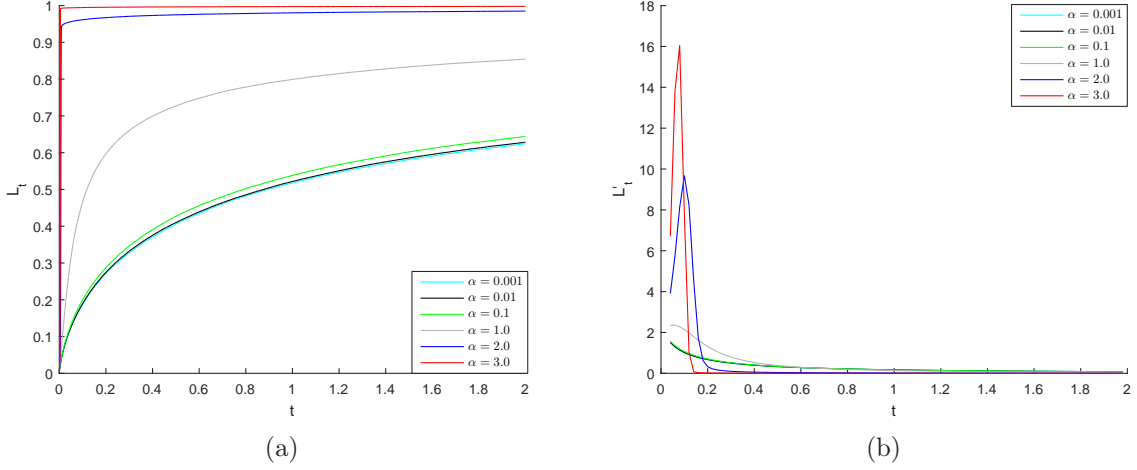 1
0.9
0.8
0.7
0.6
0.5
0.4
0.3
0.2
0.1
0
L_t
0 0.2 0.4 0.6 0.8 1 1.2 1.4 1.6 1.8 2
t
α = 0.001
α = 0.01
α = 0.1
α = 1.0
α = 2.0
α = 3.0
(a)
18
16
14
12
10
8
6
4
2
0
L'_t
0 0.2 0.4 0.6 0.8 1 1.2 1.4 1.6 1.8 2
t
α = 0.001
α = 0.01
α = 0.1
α = 1.0
α = 2.0
α = 3.0
(b)